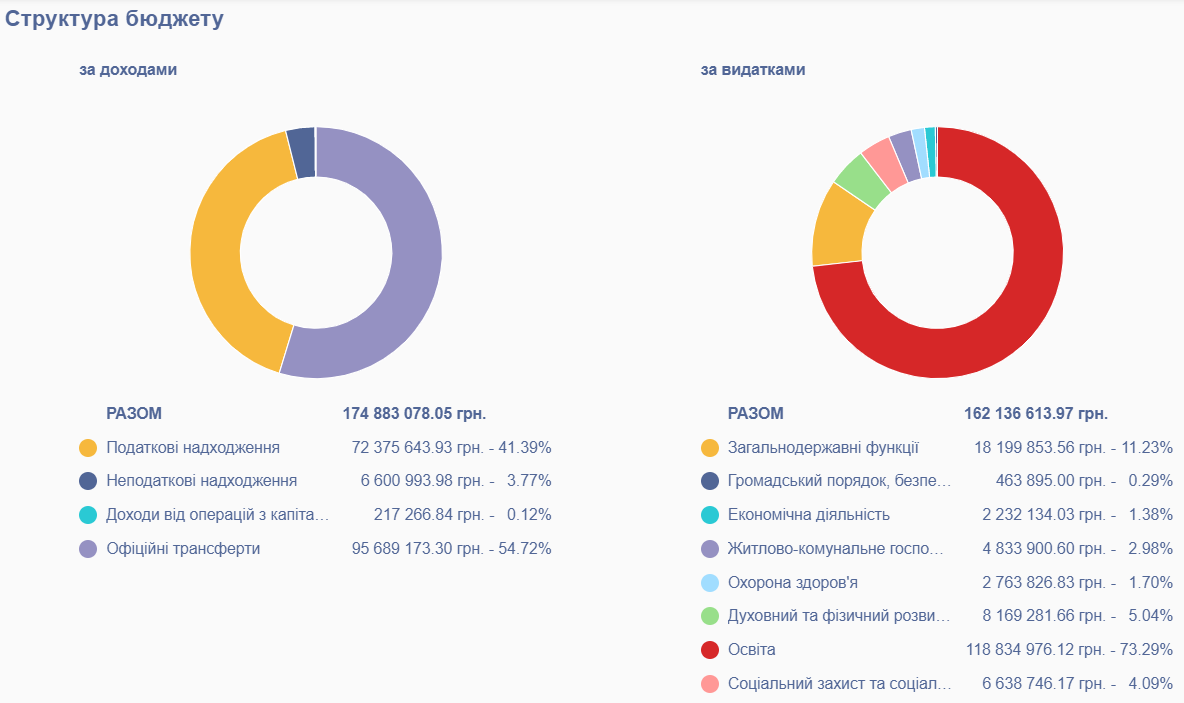 Структура бюджету
за доходами
РАЗОМ 174 883 078.05 грн.
Податкові надходження 72 375 643.93 грн. - 41.39%
Неподаткові надходження 6 600 993.98 грн. - 3.77%
Доходи від операцій з капіта… 217 266.84 грн. - 0.12%
Офіційні трансферти 95 689 173.30 грн. - 54.72%
за видатками
РАЗОМ 162 136 613.97 грн.
Загальнодержавні функції 18 199 853.56 грн. - 11.23%
Громадський порядок, безпе… 463 895.00 грн. - 0.29%
Економічна діяльність 2 232 134.03 грн. - 1.38%
Житлово-комунальне госпо… 4 833 900.60 грн. - 2.98%
Охорона здоров'я 2 763 826.83 грн. - 1.70%
Духовний та фізичний розви… 8 169 281.66 грн. - 5.04%
Освіта 118 834 976.12 грн. - 73.29%
Соціальний захист та соціал… 6 638 746.17 грн. - 4.09%